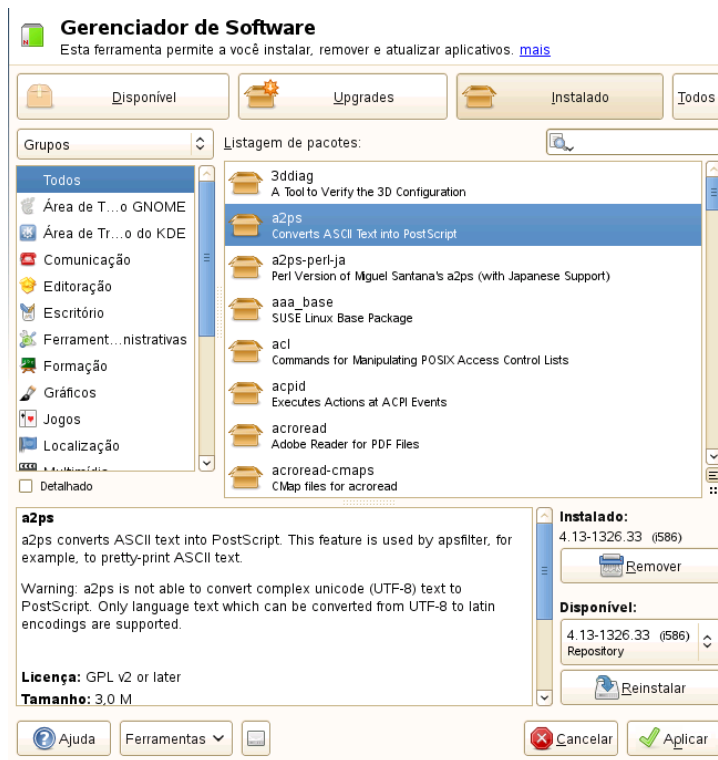 Gerenciador de Software
Esta ferramenta permite a você instalar, remover e atualizar aplicativos. mais
Disponível
Upgrades
Instalado
Todos
Grupos
Listagem de pacotes:
Todos
Área de T...o GNOME
Área de Tr...o do KDE
Comunicação
Editoração
Escritório
Ferrament...nistrativas
Formação
Gráficos
Jogos
Localização
Multimídia
Detalhado
3ddiag
A Tool to Verify the 3D Configuration
a2ps
Converts ASCII Text into PostScript
a2ps-perl-ja
Perl Version of Miguel Santana's a2ps (with Japanese Support)
aaa_base
SUSE Linux Base Package
acl
Commands for Manipulating POSIX Access Control Lists
acpid
Executes Actions at ACPI Events
acroread
Adobe Reader for PDF Files
acroread-cmaps
CMap files for acroread
a2ps
a2ps converts ASCII text into PostScript. This feature is used by apsfilter, for
example, to pretty-print ASCII text.
Warning: a2ps is not able to convert complex unicode (UTF-8) text to
PostScript. Only language text which can be converted from UTF-8 to latin
encodings are supported.
Licença: GPL v2 or later
Tamanho: 3,0 M
Instalado:
4.13-1326.33 (i586)
Remover
Disponível:
4.13-1326.33 (i586)
Repository
Reinstalar
Ajuda
Ferramentas
Cancelar
Aplicar